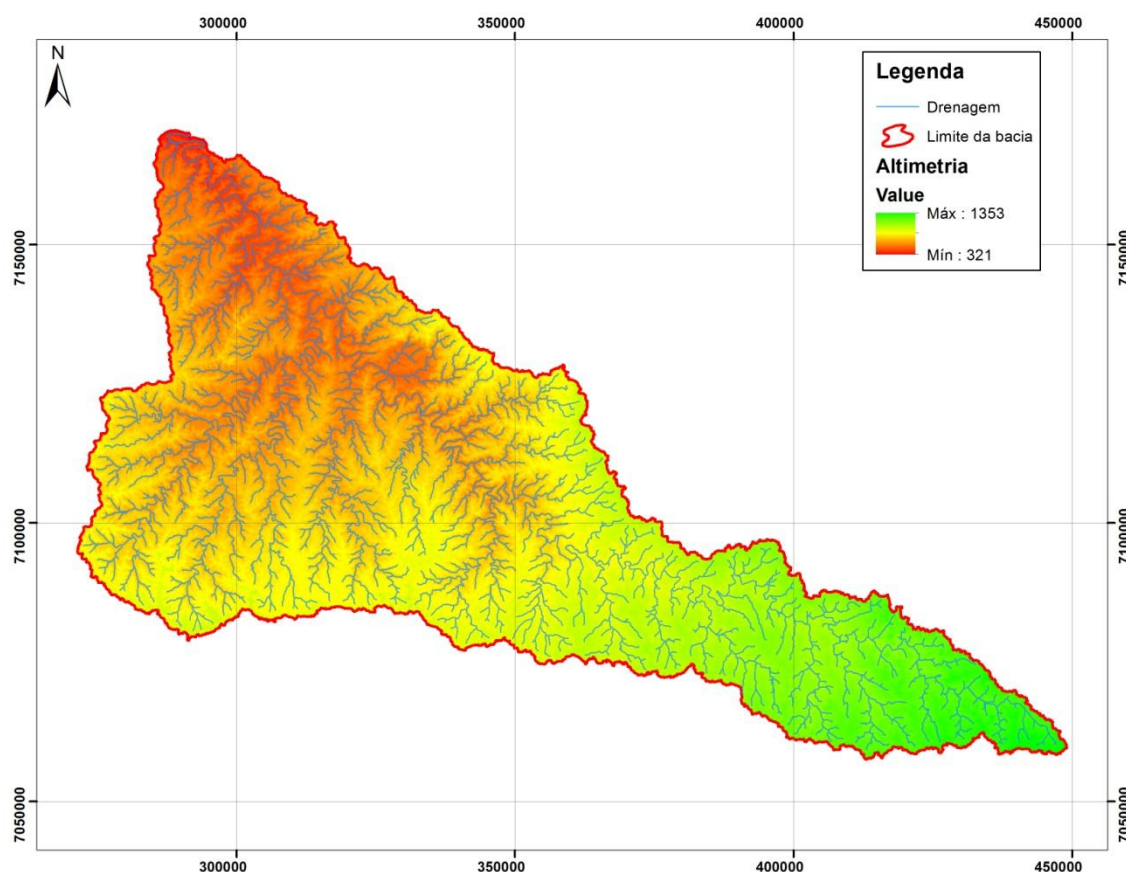 300000 350000 400000 450000
N
Legenda
Drenagem
Limite da bacia
Altimetria
Value
Máx : 1353
Mín : 321
7150000 7150000
7100000 7100000
7050000 7050000
300000 350000 400000 450000